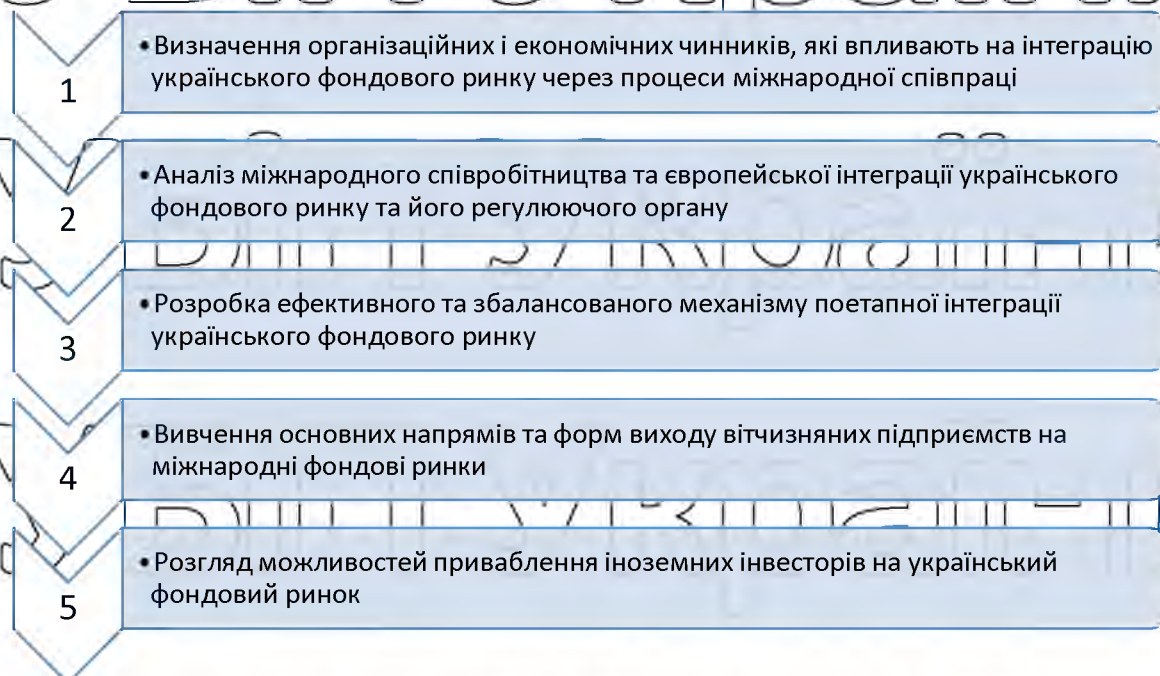 1
•Визначення організаційних і економічних чинників, які впливають на інтеграцію
українського фондового ринку через процеси міжнародної співпраці
2
•Аналіз міжнародного співробітництва та європейської інтеграції українського
фондового ринку та його регулюючого органу
3
•Розробка ефективного та збалансованого механізму поетапної інтеграції
українського фондового ринку
4
•Вивчення основних напрямів та форм виходу вітчизняних підприємств на
міжнародні фондові ринки
5
•Розгляд можливостей приваблення іноземних інвесторів на український
фондовий ринок